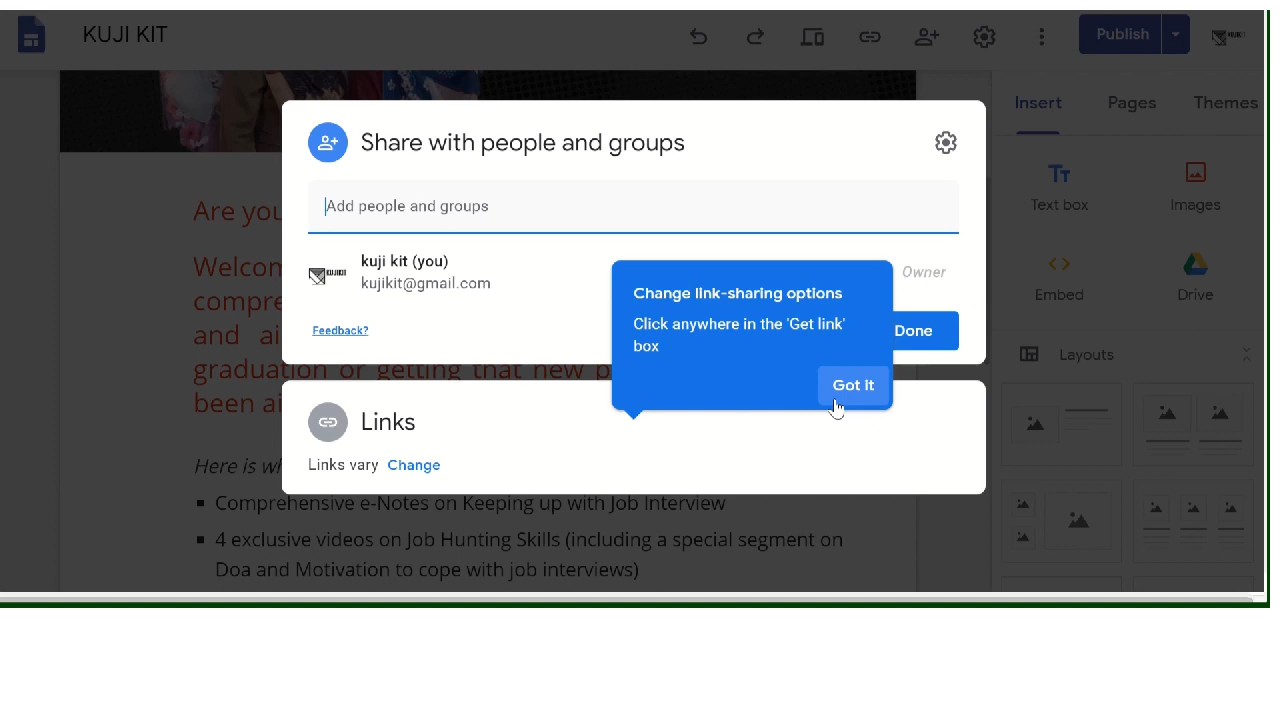 KUJI KIT
Publish
KUJIKIT
Insert Pages Themes
Share with people and groups
Text box Images
Are you
Add people and groups
Welcom
kuji kit (you)
KUJIKIT
kujikit@gmail.com
Owner
Change link-sharing options
Embed Drive
compre
Click anywhere in the 'Get link'
box
Feedback?
Done
and ai
Layouts
graduation or getting that new p
Got it
been ai
Links
Here is w
Links vary Change
Comprehensive e-Notes on Keeping up with Job Interview
4 exclusive videos on Job Hunting Skills (including a special segment on
Doa and Motivation to cope with job interviews)